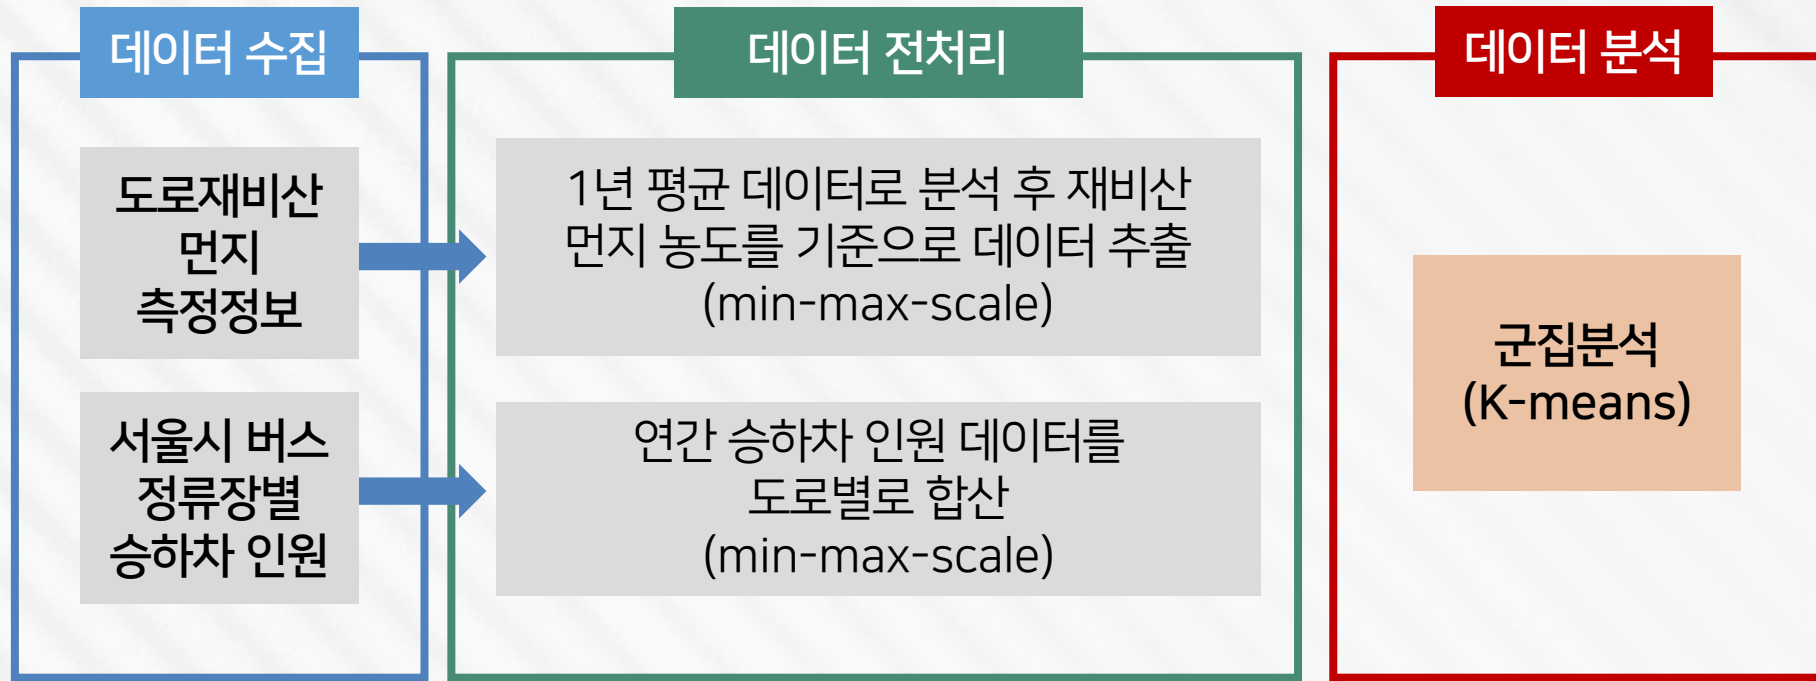 데이터 수집
도로재비산
먼지
측정정보
서울시 버스
정류장별
승하차 인원
데이터 전처리
1년 평균 데이터로 분석 후 재비산
먼지 농도를 기준으로 데이터 추출
(min-max-scale)
연간 승하차 인원 데이터를
도로별로 합산
(min-max-scale)
데이터 분석
군집분석
(K-means)